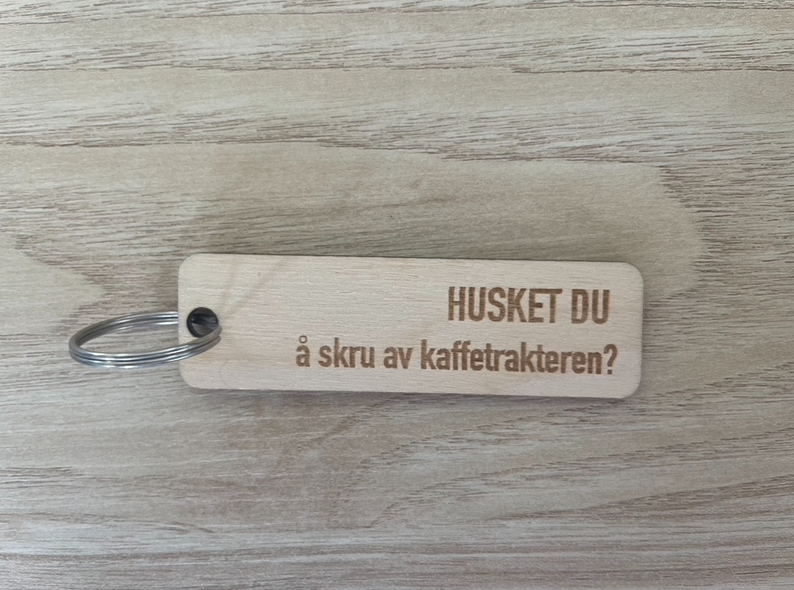 HUSKET DU
å skru av kaffetrakteren?